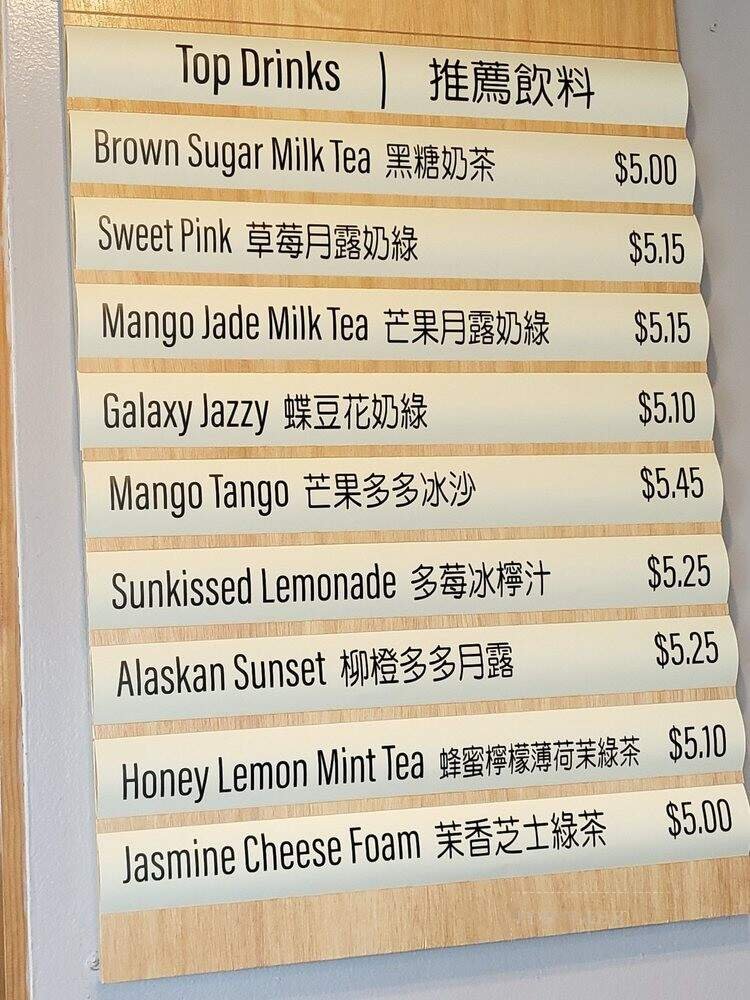 Top Drinks | 推薦飲料
Brown Sugar Milk Tea 黑糖奶茶 $5.00
Sweet Pink 草莓月露奶綠 $5.15
Mango Jade Milk Tea 芒果月露奶綠 $5.15
Galaxy Jazzy 蝶豆花奶綠 $5.10
Mango Tango 芒果多多冰沙 $5.45
Sunkissed Lemonade 多莓冰檸汁 $5.25
Alaskan Sunset 柳橙多多月露 $5.25
Honey Lemon Mint Tea 蜂蜜檸檬薄荷茉綠茶 $5.10
Jasmine Cheese Foam 茉香芝士綠茶 $5.00